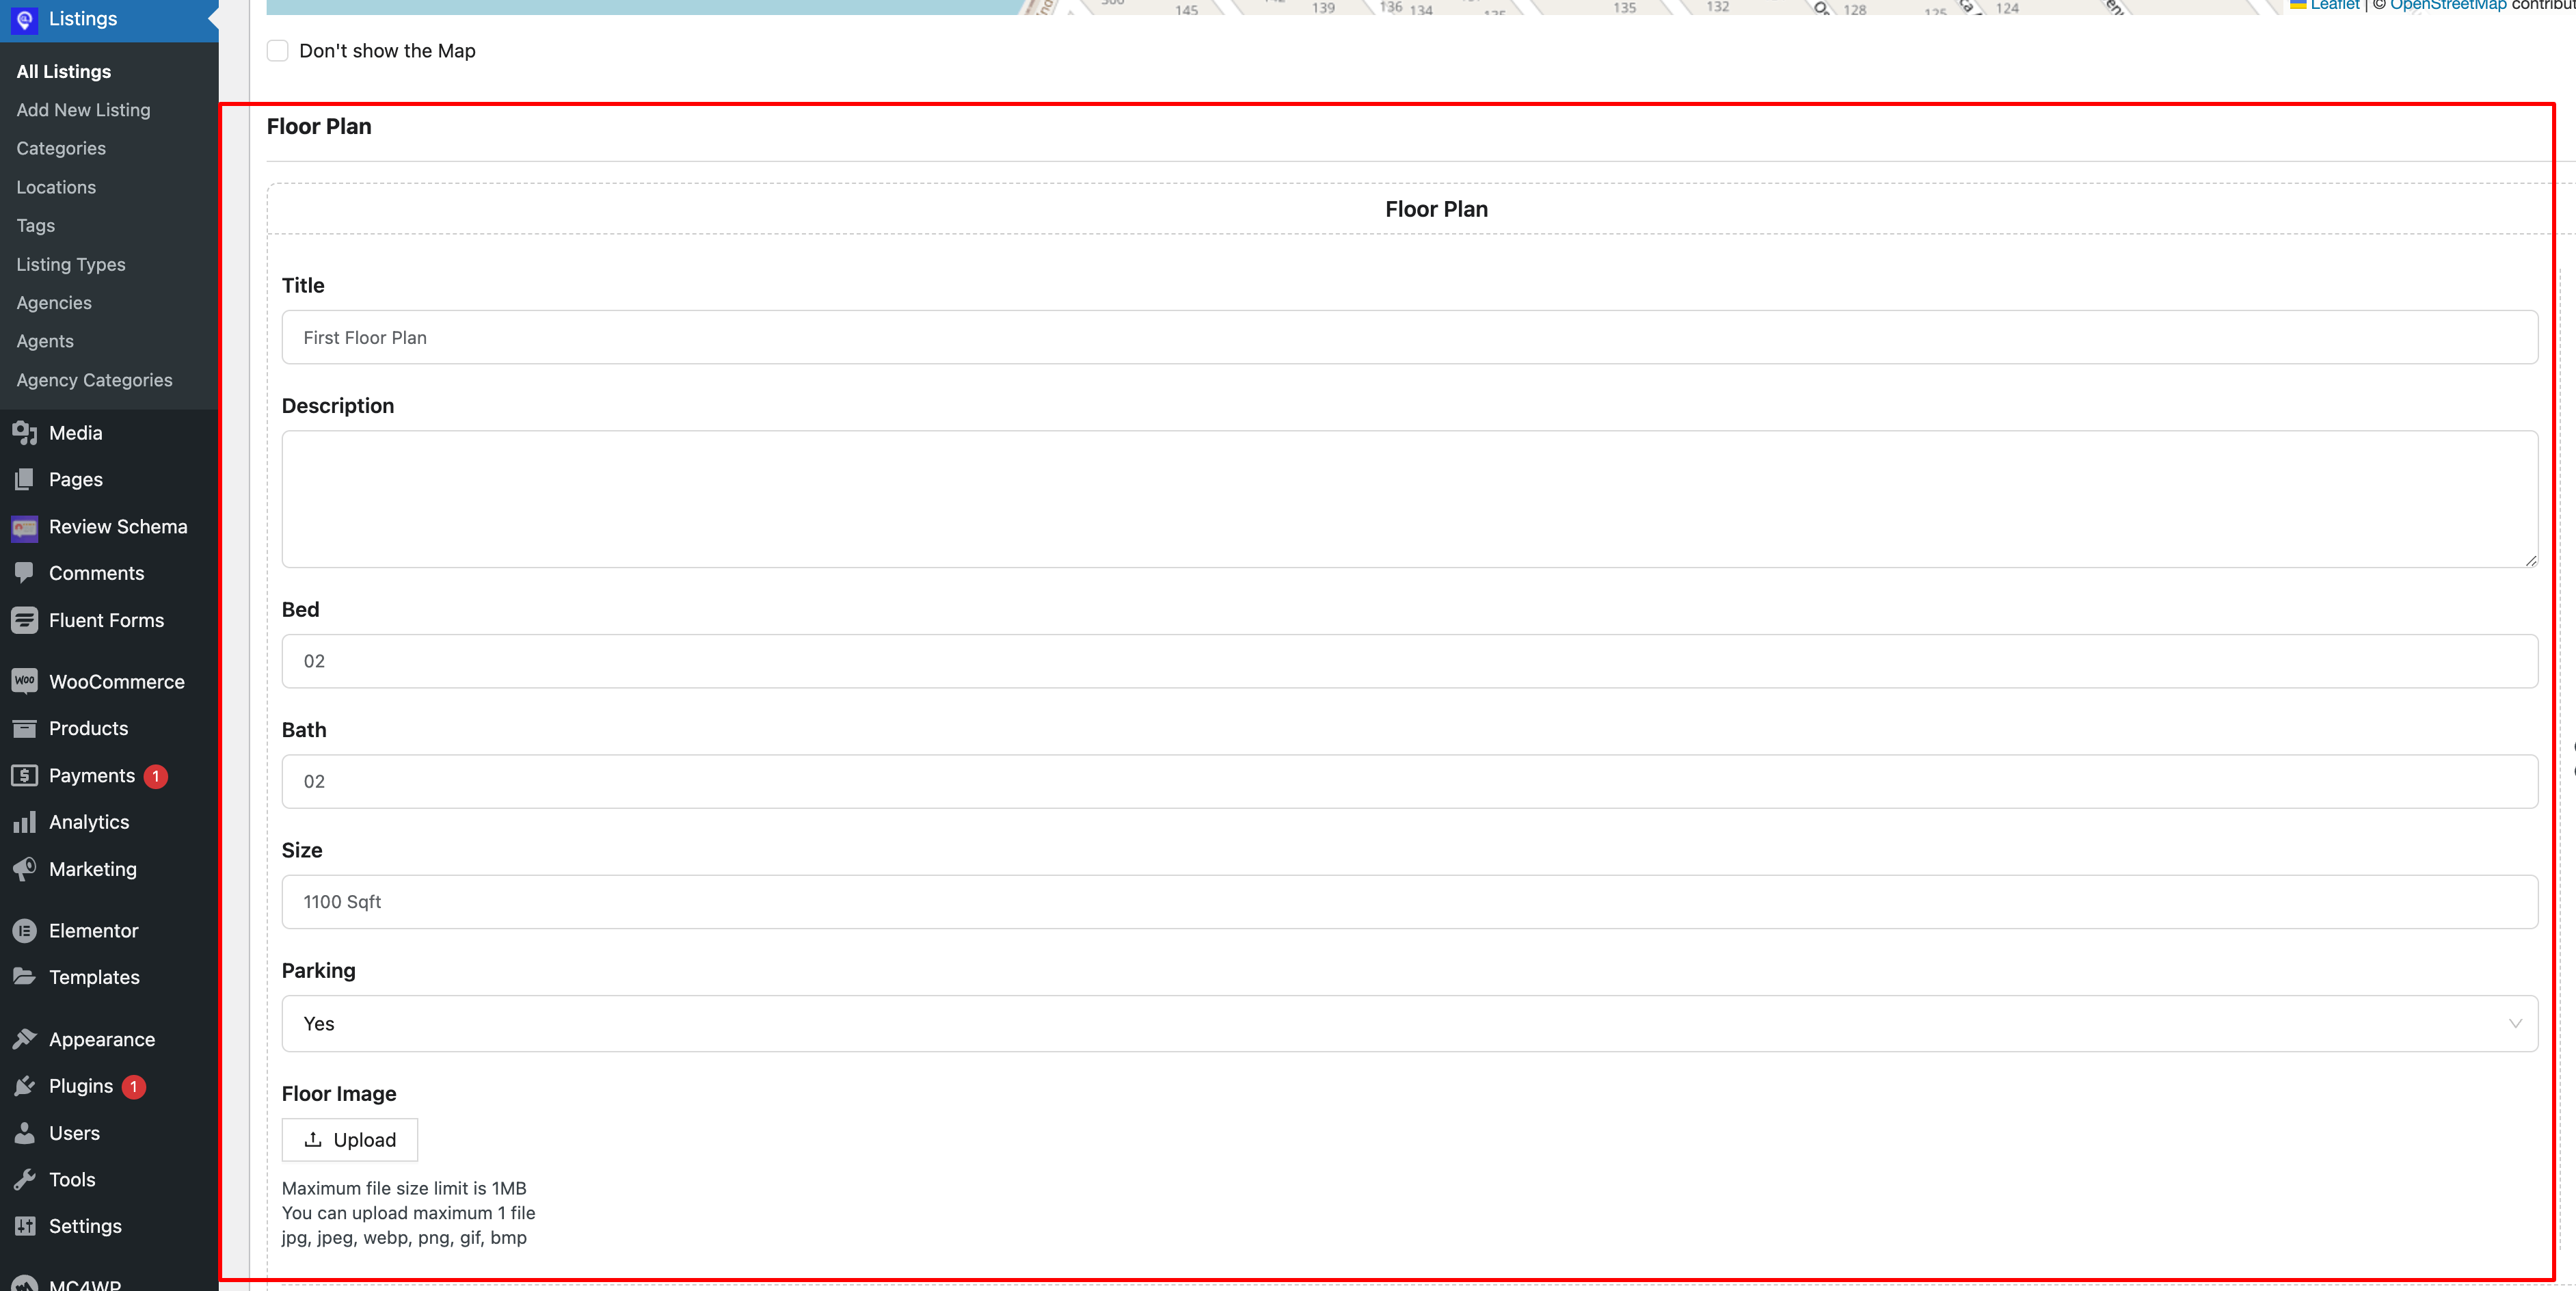 Listings
All Listings
Add New Listing
Categories
Locations
Tags
Listing Types
Agencies
Agents
Agency Categories
Media
Pages
Review Schema
Comments
Fluent Forms
WooCommerce
Products
Payments 1
Analytics
Marketing
Elementor
Templates
Appearance
Plugins 1
Users
Tools
Settings
MC4WP
145
139
136 134
135
132
128
125
124
Leaflet | © OpenStreetMap contribut
Don't show the Map
Floor Plan
Floor Plan
Title
First Floor Plan
Description
Bed
02
Bath
02
Size
1100 Sqft
Parking
Yes
Floor Image
Upload
Maximum file size limit is 1MB
You can upload maximum 1 file
jpg, jpeg, webp, png, gif, bmp